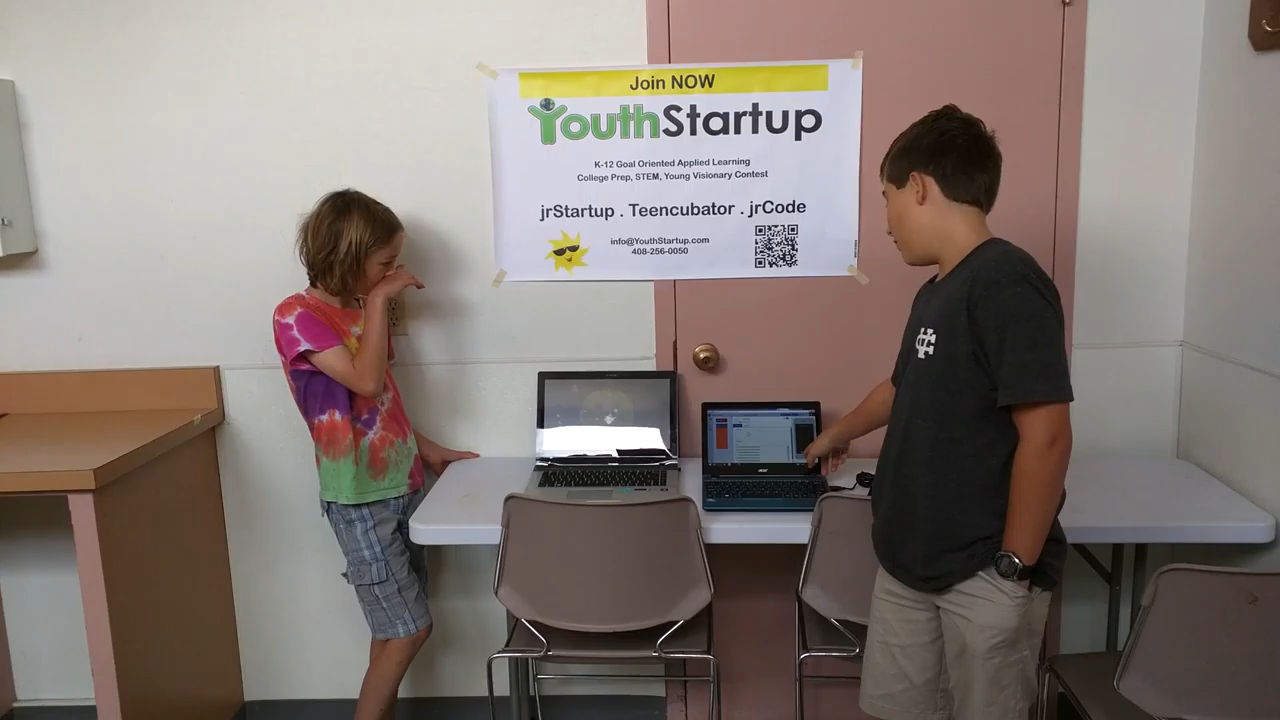 Join NOW
YouthStartup
K-12 Goal Oriented Applied Learning
College Prep, STEM, Young Visionary Contest
jrStartup . Teencubator . jrCode
info@YouthStartup.com
408-256-0050
acer